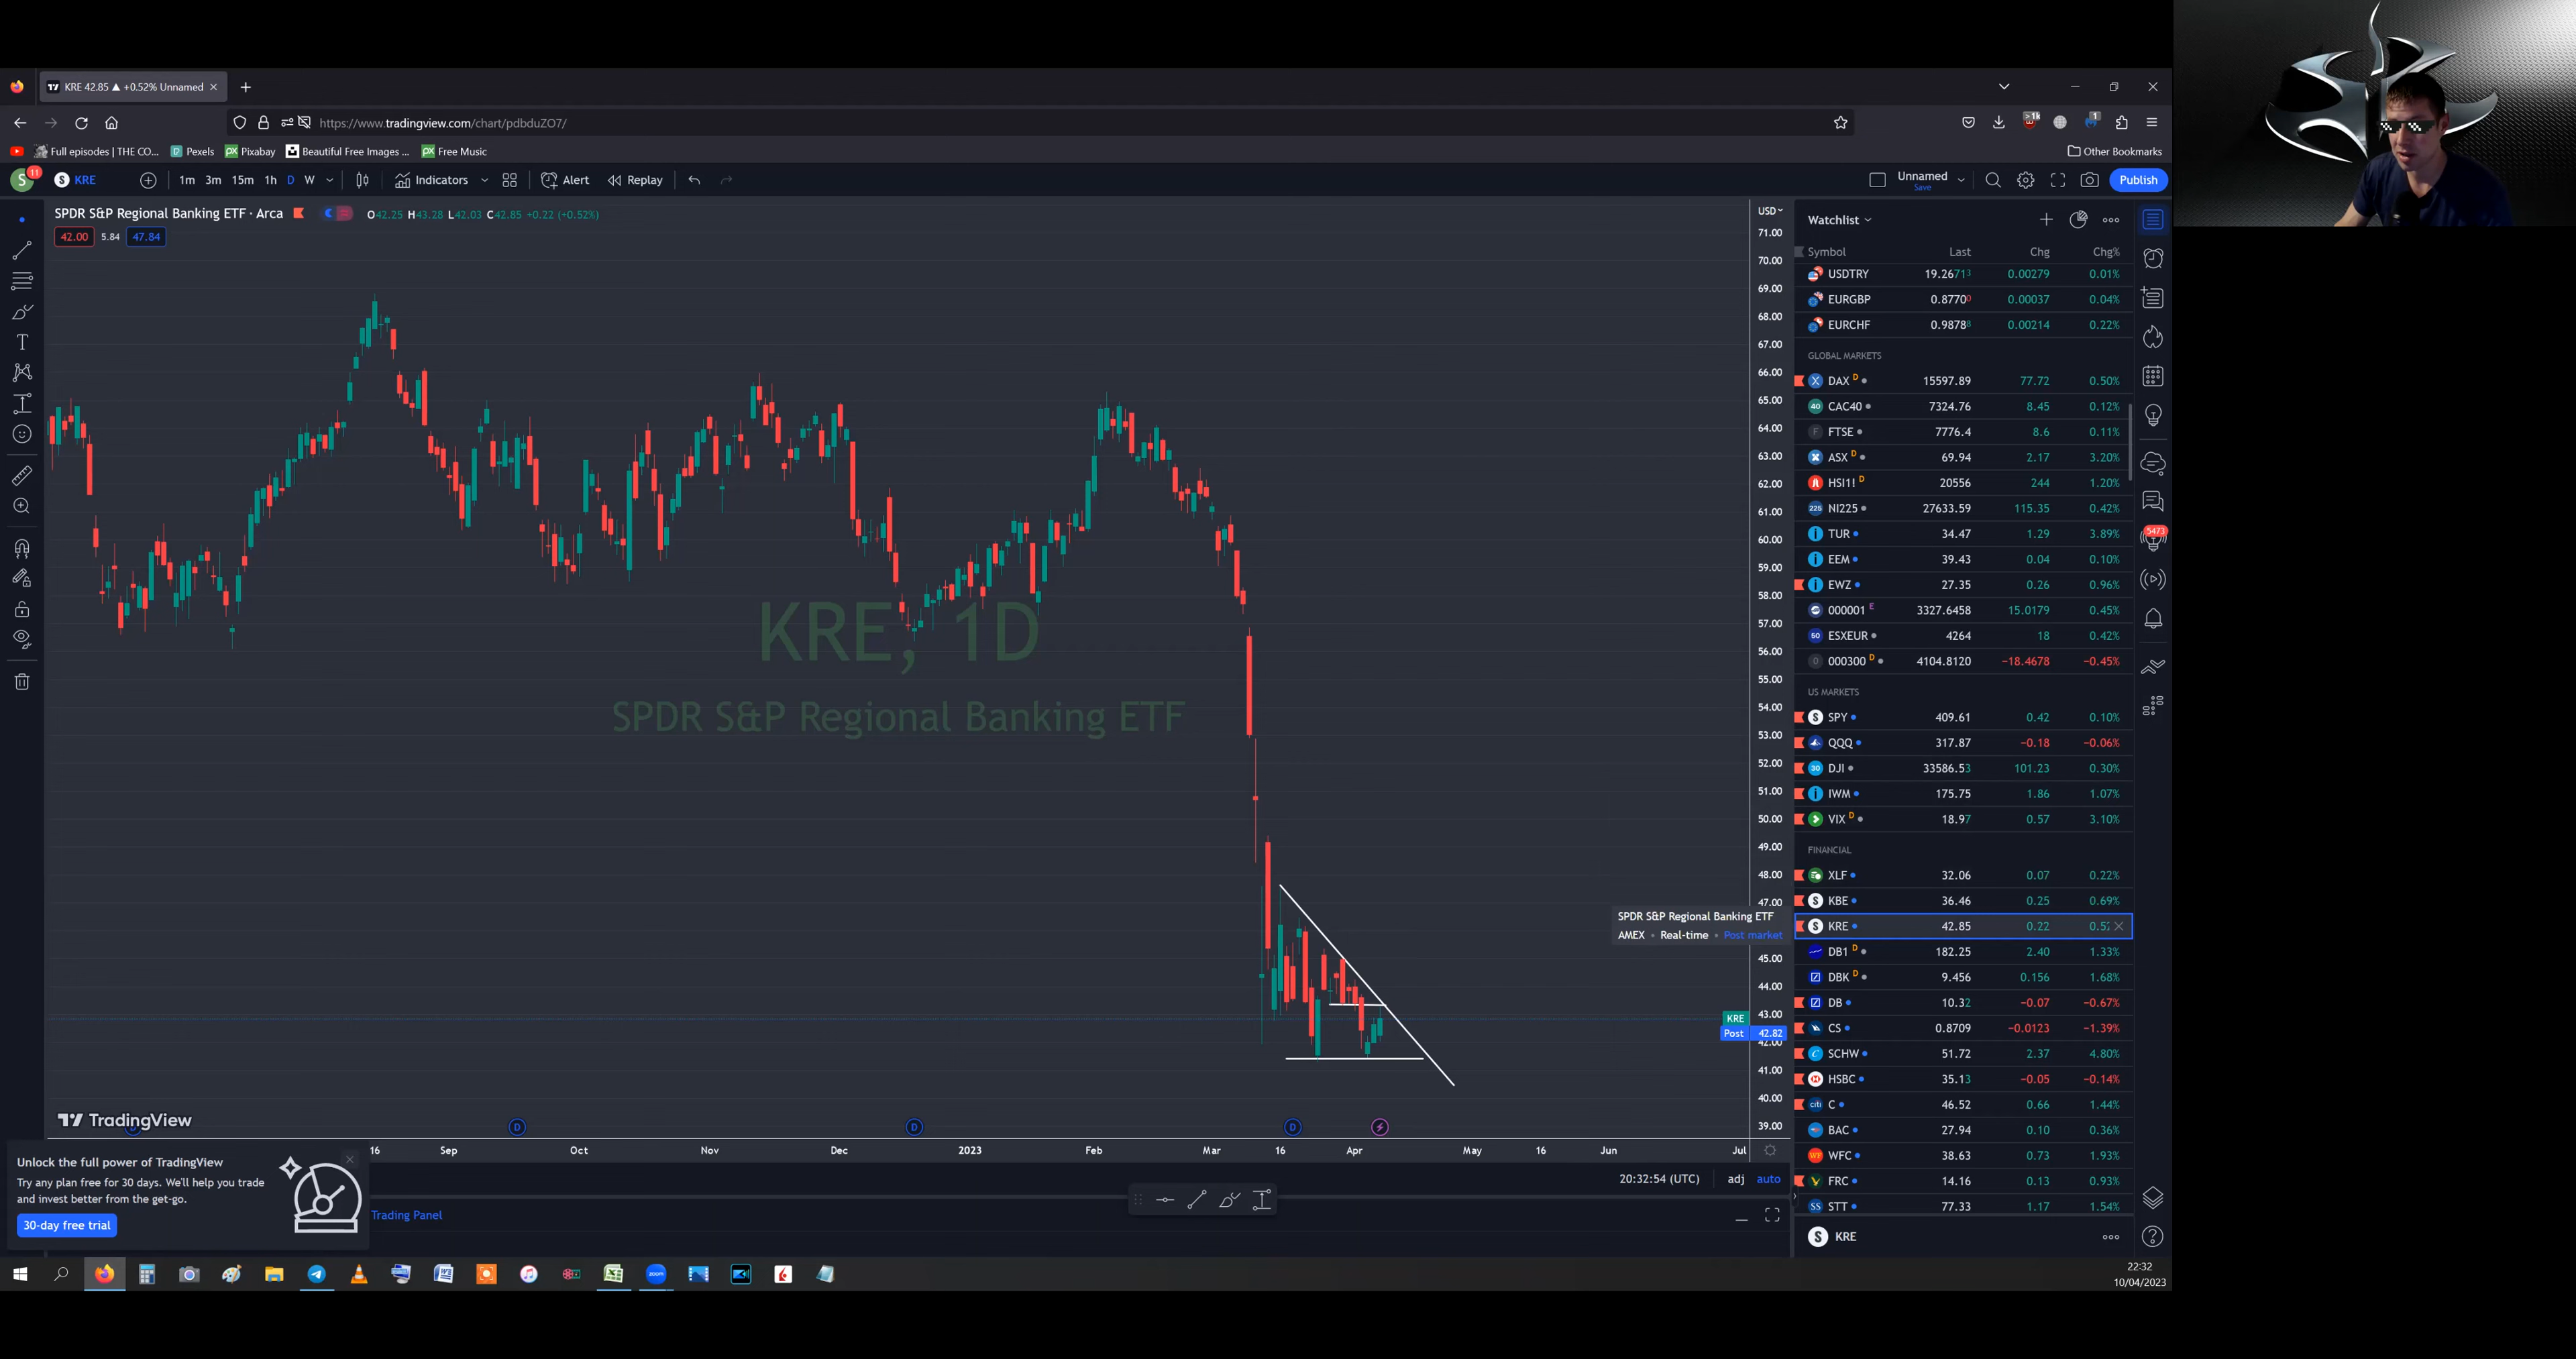 KRE 42.85 ▲ +0.52% Unnamed
https://www.tradingview.com/chart/pdbduZO7/
>1k
1
Full episodes | THE CO...
Pexels
Pixabay
Beautiful Free Images ...
Free Music
Other Bookmarks
S 11
KRE
1m 3m 15m 1h D W
Indicators
Alert
Replay
Unnamed
Save
Publish
SPDR S&P Regional Banking ETF · Arca
O42.25 H43.28 L42.03 C42.85 +0.22 (+0.52%)
42.00 5.84 47.84
USD
71.00
70.00
69.00
68.00
67.00
66.00
65.00
64.00
63.00
62.00
61.00
60.00
59.00
58.00
57.00
56.00
55.00
54.00
53.00
52.00
51.00
50.00
49.00
48.00
47.00
45.00
44.00
43.00
42.00
41.00
40.00
39.00
KRE, 1D
SPDR S&P Regional Banking ETF
SPDR S&P Regional Banking ETF
AMEX • Real-time • Post market
KRE
Post 42.82
TradingView
D
D
D
16 Sep Oct Nov Dec 2023 Feb Mar 16 Apr May 16 Jun Jul
20:32:54 (UTC)
adj
auto
Unlock the full power of TradingView
Try any plan free for 30 days. We'll help you trade
and invest better from the get-go.
30-day free trial
Trading Panel
Watchlist
Symbol Last Chg Chg%
USDTRY 19.26713 0.00279 0.01%
EURGBP 0.8770D 0.00037 0.04%
EURCHF 0.98788 0.00214 0.22%
GLOBAL MARKETS
DAX D 15597.89 77.72 0.50%
CAC40 7324.76 8.45 0.12%
FTSE 7776.4 8.6 0.11%
ASX D 69.94 2.17 3.20%
HSI1! D 20556 244 1.20%
NI225 27633.59 115.35 0.42%
TUR 34.47 1.29 3.89%
EEM 39.43 0.04 0.10%
EWZ 27.35 0.26 0.96%
000001 E 3327.6458 15.0179 0.45%
ESXEUR 4264 18 0.42%
000300 D 4104.8120 −18.4678 −0.45%
US MARKETS
SPY 409.61 0.42 0.10%
QQQ 317.87 −0.18 −0.06%
DJI 33586.53 101.23 0.30%
IWM 175.75 1.86 1.07%
VIX D 18.97 0.57 3.10%
FINANCIAL
XLF 32.06 0.07 0.22%
KBE 36.46 0.25 0.69%
KRE 42.85 0.22
DB1 D 182.25 2.40 1.33%
DBK D 9.456 0.156 1.68%
DB 10.32 −0.07 −0.67%
CS 0.8709 −0.0123 −1.39%
SCHW 51.72 2.37 4.80%
HSBC 35.13 −0.05 −0.14%
C 46.52 0.66 1.44%
BAC 27.94 0.10 0.36%
WFC 38.63 0.73 1.93%
FRC 14.16 0.13 0.93%
STT 77.33 1.17 1.54%
KRE
5473
zoom
22:32
10/04/2023